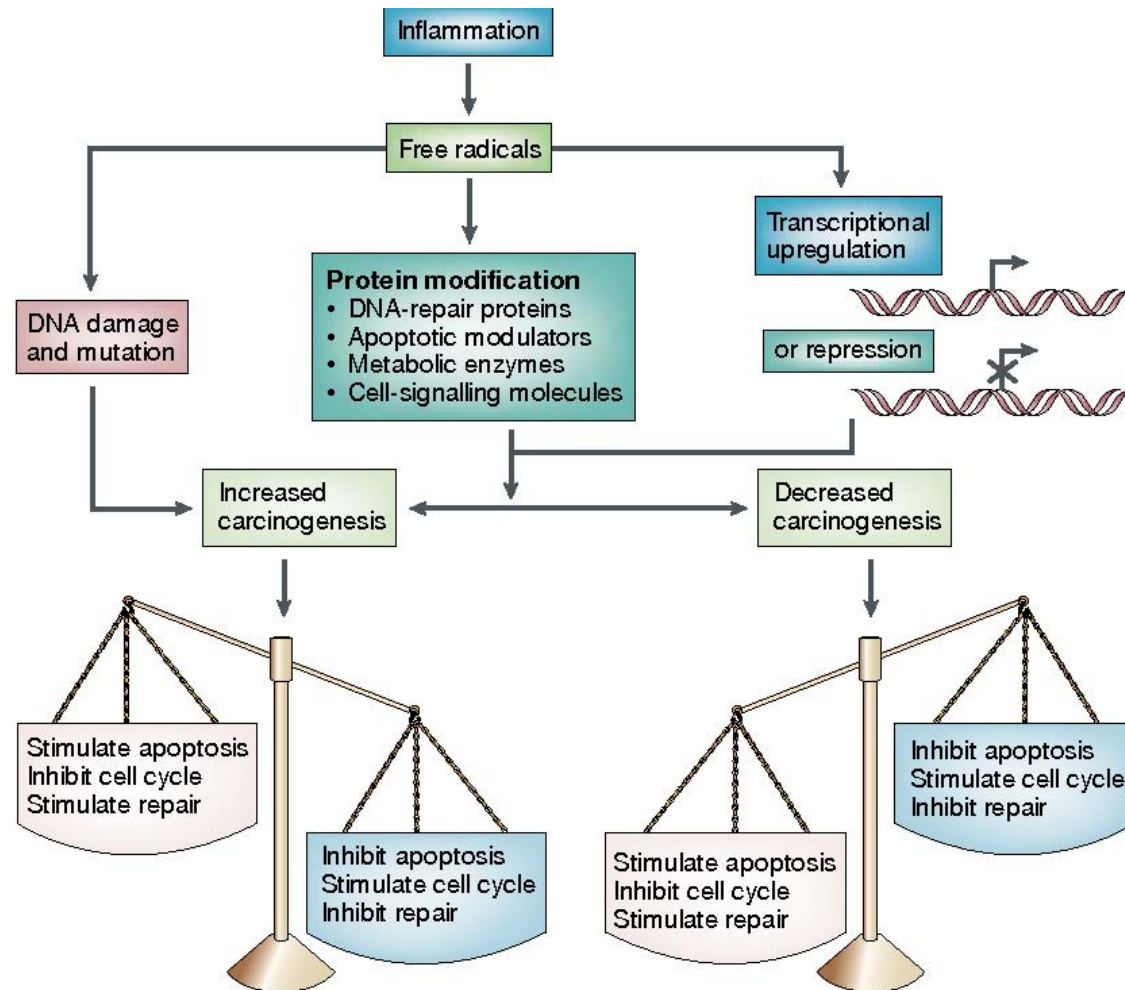 Inflammation
Free radicals
Transcriptional
upregulation
Protein modification
• DNA-repair proteins
• Apoptotic modulators
• Metabolic enzymes
• Cell-signalling molecules
DNA damage
and mutation
or repression
Increased
carcinogenesis
Decreased
carcinogenesis
Stimulate apoptosis
Inhibit cell cycle
Stimulate repair
Inhibit apoptosis
Stimulate cell cycle
Inhibit repair
Stimulate apoptosis
Inhibit cell cycle
Stimulate repair
Inhibit apoptosis
Stimulate cell cycle
Inhibit repair